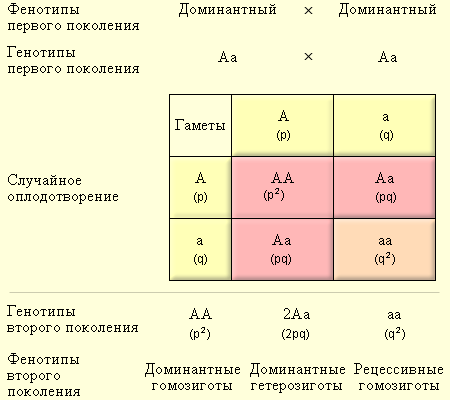 Фенотипы первого поколения
Доминантный × Доминантный
Генотипы первого поколения
Aa × Aa
Гаметы
A (p)
a (q)
Случайное оплодотворение
A (p)
AA (p²)
Aa (pq)
a (q)
Aa (pq)
aa (q²)
Генотипы второго поколения
AA (p²)
2Aa (2pq)
aa (q²)
Фенотипы второго поколения
Доминантные гомозиготы
Доминантные гетерозиготы
Рецессивные гомозиготы